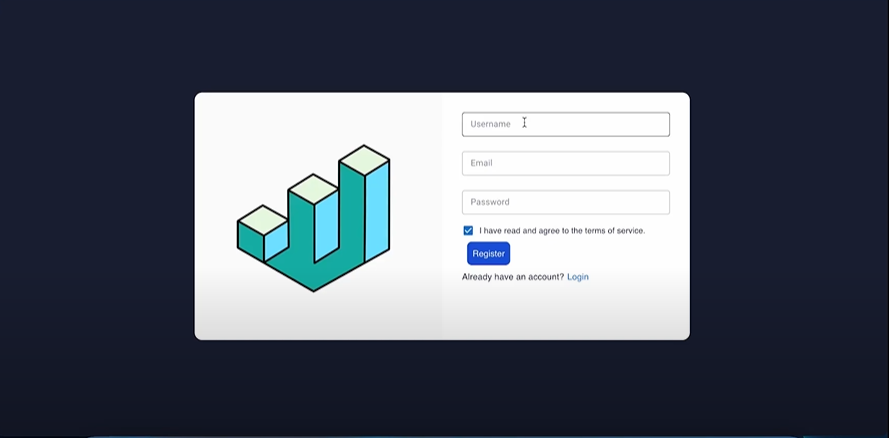 Username
Email
Password
I have read and agree to the terms of service.
Register
Already have an account? Login